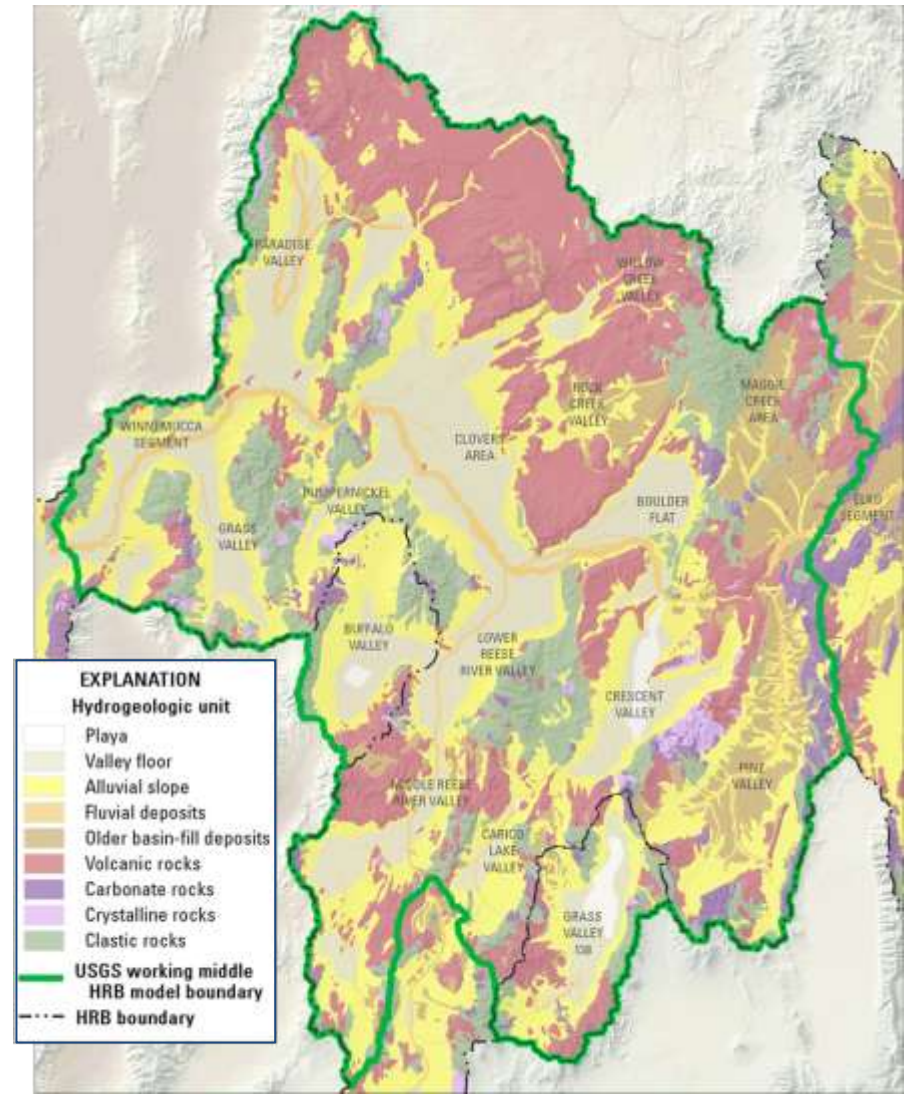 PARADISE
VALLEY
WILLOW
CREEK
VALLEY
MAGGIE
CREEK
AREA
ROCK
CREEK
VALLEY
WINNEMUCCA
SEGMENT
CLOVERS
AREA
PUMPERNICKEL
VALLEY
BOULDER
FLAT
ELKO
SEGMENT
GRASS
VALLEY
BUFFALO
VALLEY
LOWER
REESE
RIVER VALLEY
CRESCENT
VALLEY
PINE
VALLEY
MIDDLE REESE
RIVER VALLEY
CARICO
LAKE
VALLEY
GRASS
VALLEY
138
EXPLANATION
Hydrogeologic unit
Playa
Valley floor
Alluvial slope
Fluvial deposits
Older basin-fill deposits
Volcanic rocks
Carbonate rocks
Crystalline rocks
Clastic rocks
USGS working middle
HRB model boundary
HRB boundary